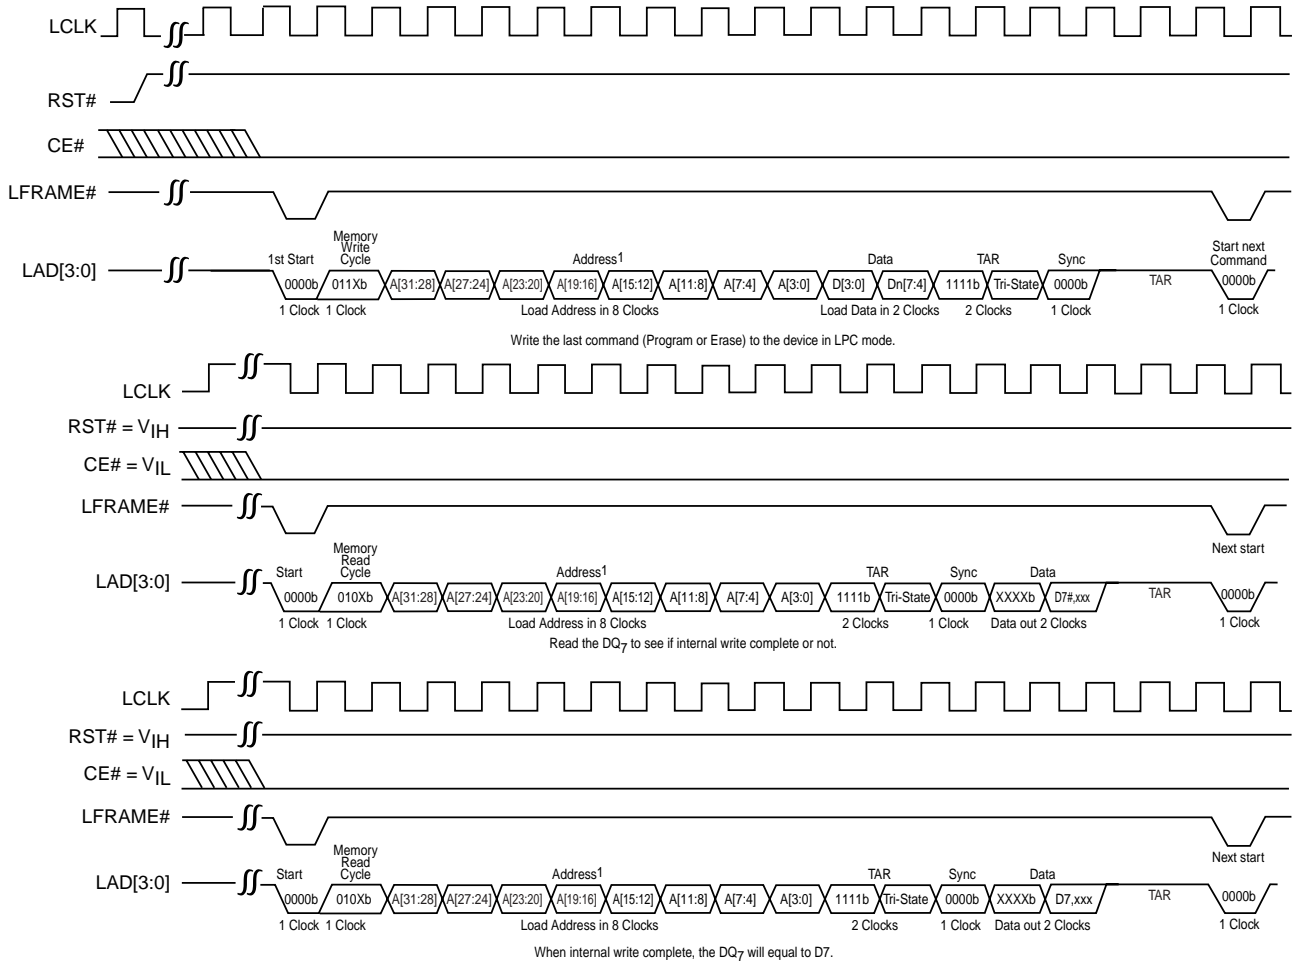 LCLK
RST#
CE#
LFRAME#
LAD[3:0]
1st Start
Memory
Write
Cycle
Address1
Data
TAR
Sync
Start next
Command
0000b 011Xb A[31:28] A[27:24] A[23:20] A[19:16] A[15:12] A[11:8] A[7:4] A[3:0] D[3:0] Dn[7:4] 1111b Tri-State 0000b TAR 0000b
1 Clock 1 Clock Load Address in 8 Clocks Load Data in 2 Clocks 2 Clocks 1 Clock 1 Clock
Write the last command (Program or Erase) to the device in LPC mode.
LCLK
RST# = VIH
CE# = VIL
LFRAME#
Next start
LAD[3:0]
Start
Memory
Read
Cycle
Address1
TAR
Sync
Data
0000b 010Xb A[31:28] A[27:24] A[23:20] A[19:16] A[15:12] A[11:8] A[7:4] A[3:0] 1111b Tri-State 0000b XXXXb D7#,xxx TAR 0000b
1 Clock 1 Clock Load Address in 8 Clocks 2 Clocks 1 Clock Data out 2 Clocks 1 Clock
Read the DQ7 to see if internal write complete or not.
LCLK
RST# = VIH
CE# = VIL
LFRAME#
Next start
LAD[3:0]
Start
Memory
Read
Cycle
Address1
TAR
Sync
Data
0000b 010Xb A[31:28] A[27:24] A[23:20] A[19:16] A[15:12] A[11:8] A[7:4] A[3:0] 1111b Tri-State 0000b XXXXb D7,xxx TAR 0000b
1 Clock 1 Clock Load Address in 8 Clocks 2 Clocks 1 Clock Data out 2 Clocks 1 Clock
When internal write complete, the DQ7 will equal to D7.